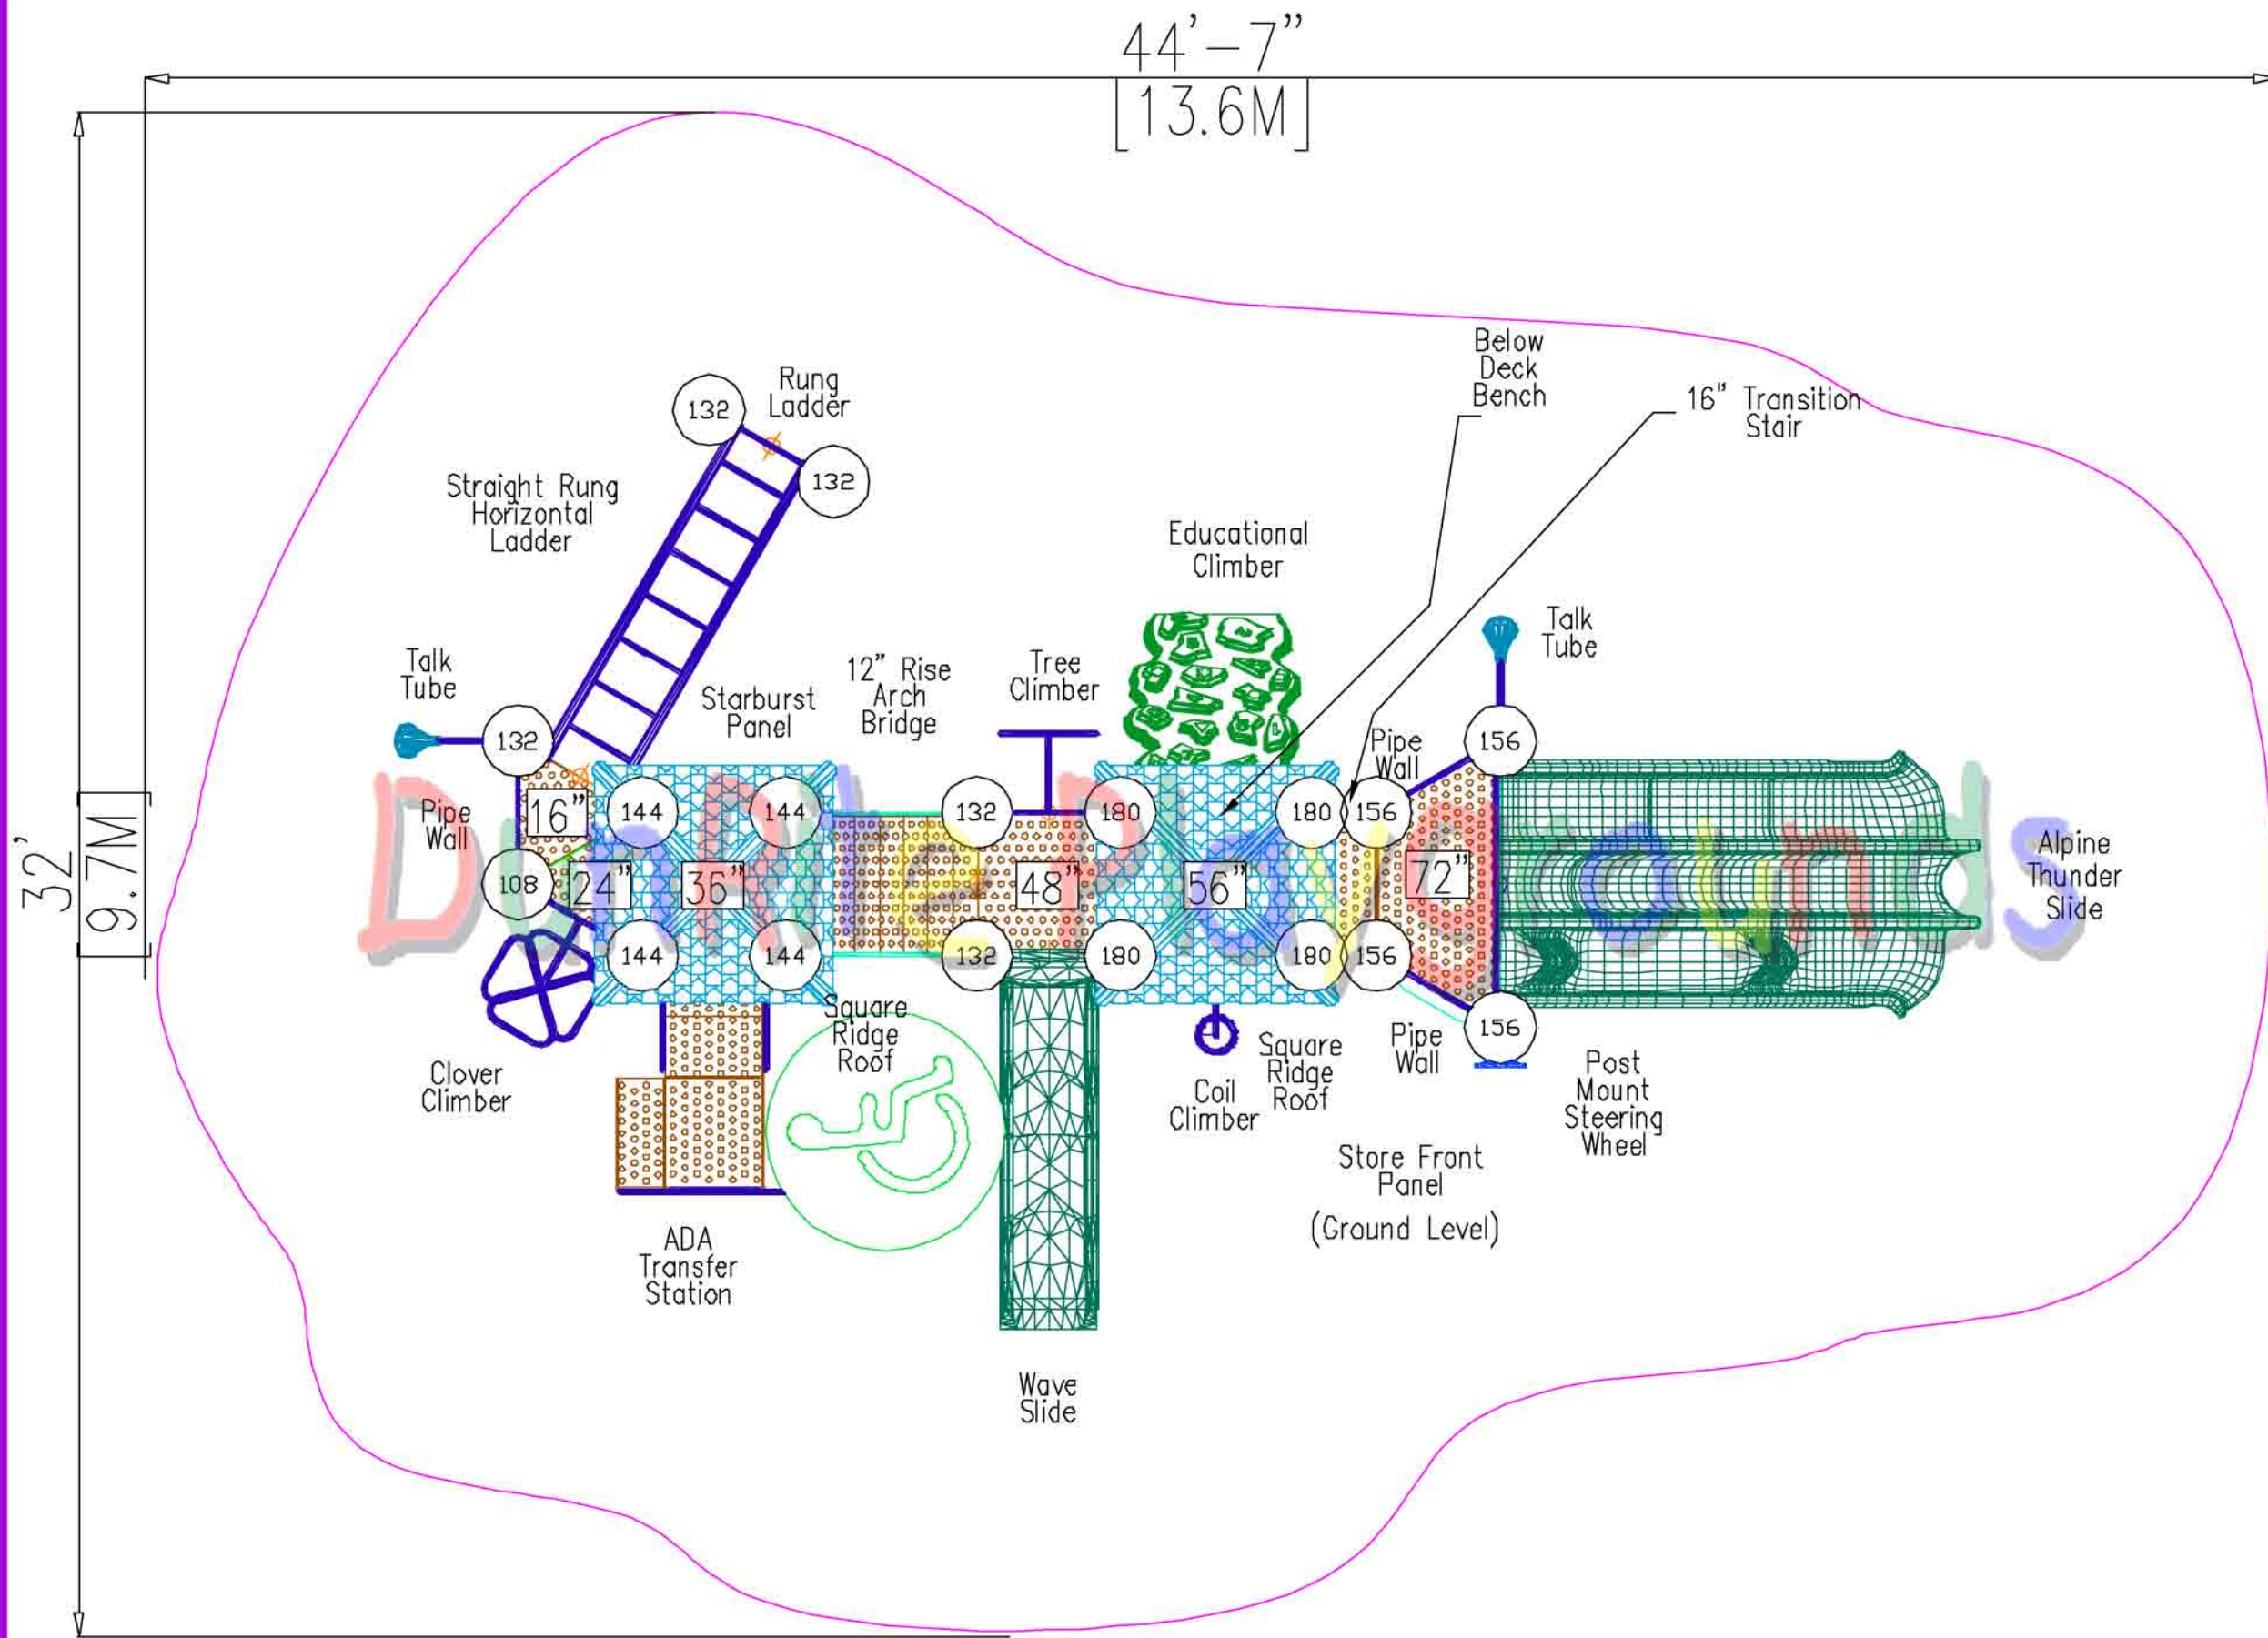 44'-7"
[13.6M]
32'
9.7M
Below
Deck
Bench
16" Transition
Stair
Rung
Ladder
132
132
Straight Rung
Horizontal
Ladder
Educational
Climber
Talk
Tube
Talk
Tube
12" Rise
Arch
Bridge
Tree
Climber
Starburst
Panel
132
156
Pipe
Wall
Pipe
Wall
16"
144
144
132
180
180
156
DunRite Playgrounds
108
24"
36"
48"
56"
72"
Alpine
Thunder
Slide
144
144
132
180
180
156
156
Square
Ridge
Roof
Square
Ridge
Roof
Pipe
Wall
Clover
Climber
Coil
Climber
Post
Mount
Steering
Wheel
Store Front
Panel
(Ground Level)
ADA
Transfer
Station
Wave
Slide